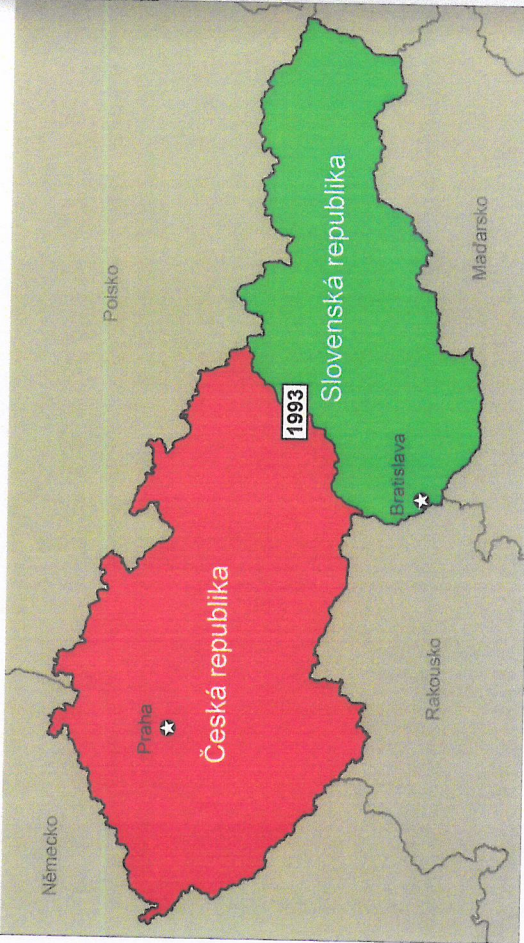 Německo
Polsko
Praha
Česká republika
1993
Slovenská republika
Bratislava
Rakousko
Maďarsko